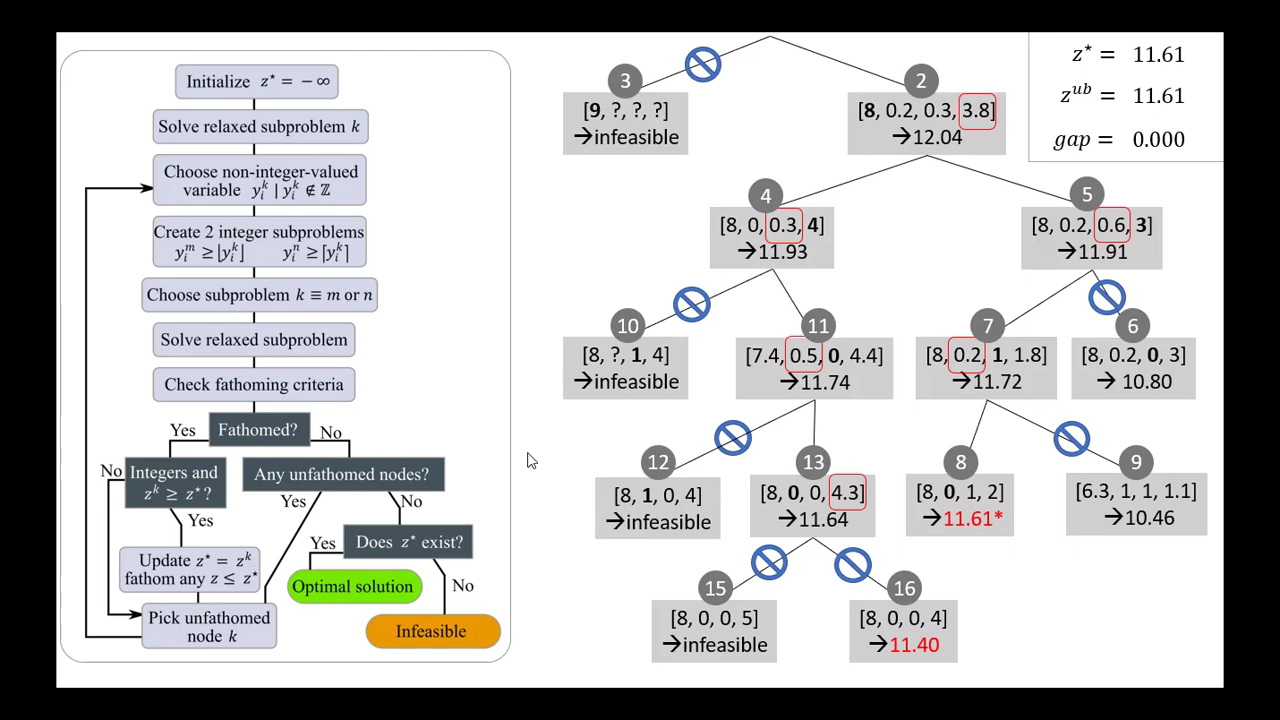 Initialize z* = −∞
Solve relaxed subproblem k
Choose non-integer-valued
variable y_i^k | y_i^k ∉ ℤ
Create 2 integer subproblems
y_i^m ≥ ⌊y_i^k⌋ y_i^n ≥ ⌈y_i^k⌉
Choose subproblem k ≡ m or n
Solve relaxed subproblem
Check fathoming criteria
Yes Fathomed? No
No Integers and
z^k ≥ z*?
Any unfathomed nodes?
Yes
Yes
No
Yes Does z* exist?
Update z* = z^k
fathom any z ≤ z*
Optimal solution
No
Pick unfathomed
node k
Infeasible
z* = 11.61
z^ub = 11.61
gap = 0.000
3
[9, ?, ?, ?]
→infeasible
2
[8, 0.2, 0.3, 3.8]
→12.04
4
[8, 0, 0.3, 4]
→11.93
5
[8, 0.2, 0.6, 3]
→11.91
10
[8, ?, 1, 4]
→infeasible
11
[7.4, 0.5, 0, 4.4]
→11.74
7
[8, 0.2, 1, 1.8]
→11.72
6
[8, 0.2, 0, 3]
→ 10.80
12
[8, 1, 0, 4]
→infeasible
13
[8, 0, 0, 4.3]
→11.64
8
[8, 0, 1, 2]
→11.61*
9
[6.3, 1, 1, 1.1]
→10.46
15
[8, 0, 0, 5]
→infeasible
16
[8, 0, 0, 4]
→11.40